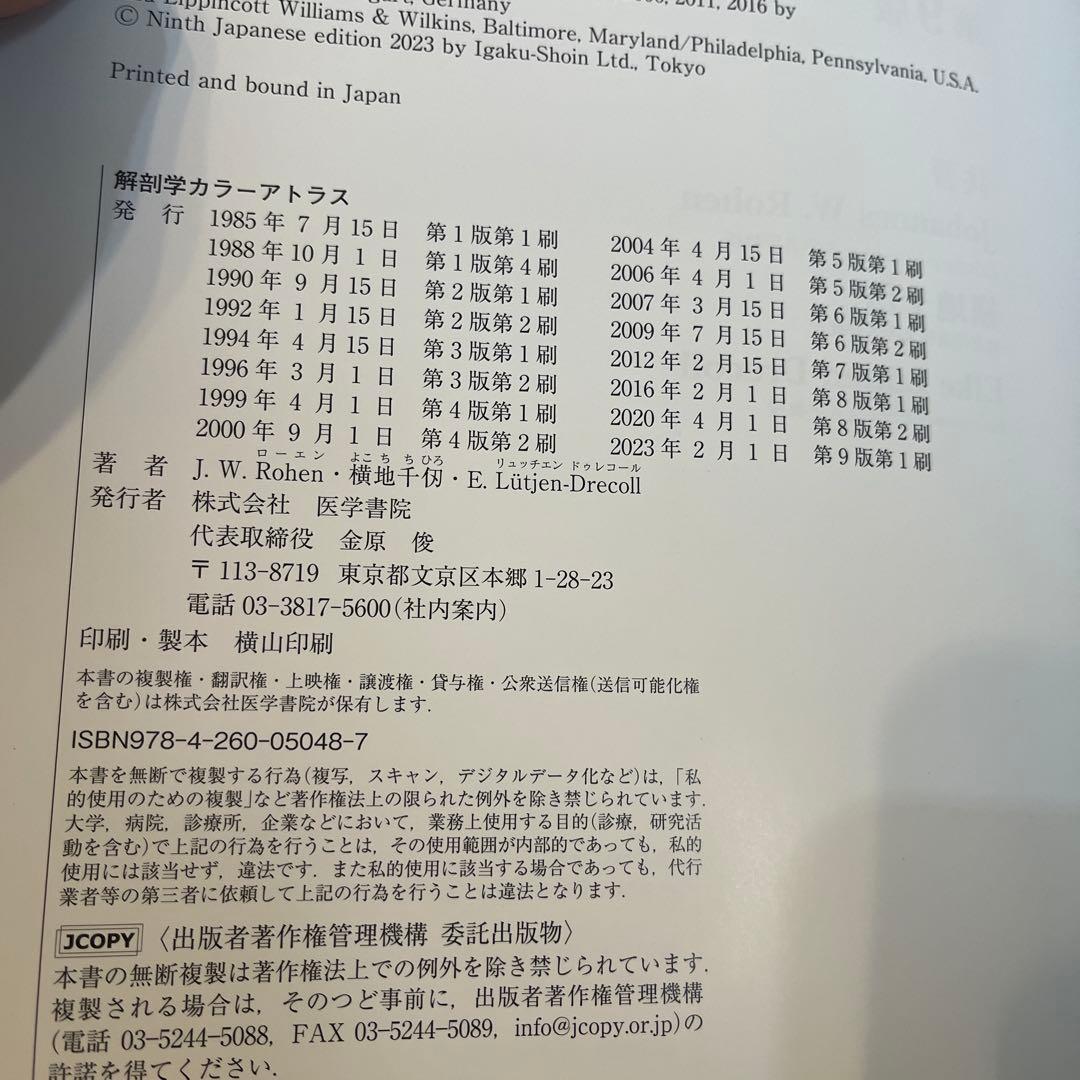 Germany
2011, 2016 by
Lippincott Williams & Wilkins, Baltimore, Maryland/Philadelphia, Pennsylvania, U.S.A.
© Ninth Japanese edition 2023 by Igaku-Shoin Ltd., Tokyo
Printed and bound in Japan
解剖学カラーアトラス
発 行 1985年 7 月 15 日 第1版第1刷
1988年 10 月 1 日 第1版第4刷
1990年 9 月 15 日 第2版第1刷
1992年 1 月 15 日 第2版第2刷
1994年 4 月 15 日 第3版第1刷
1996年 3 月 1 日 第3版第2刷
1999年 4 月 1 日 第4版第1刷
2000年 9 月 1 日 第4版第2刷
2004年 4 月 15 日 第5版第1刷
2006年 4 月 1 日 第5版第2刷
2007年 3 月 15 日 第6版第1刷
2009年 7 月 15 日 第6版第2刷
2012年 2 月 15 日 第7版第1刷
2016年 2 月 1 日 第8版第1刷
2020年 4 月 1 日 第8版第2刷
2023年 2 月 1 日 第9版第1刷
ローエン よこ ち ち ひろ リュッチエン ドゥレコール
著 者 J. W. Rohen・横地千仭・E. Lütjen-Drecoll
発行者 株式会社 医学書院
代表取締役 金原 俊
〒113-8719 東京都文京区本郷 1-28-23
電話 03-3817-5600(社内案内)
印刷・製本 横山印刷
本書の複製権・翻訳権・上映権・譲渡権・貸与権・公衆送信権(送信可能化権
を含む)は株式会社医学書院が保有します.
ISBN978-4-260-05048-7
本書を無断で複製する行為(複写,スキャン,デジタルデータ化など)は,「私
的使用のための複製」など著作権法上の限られた例外を除き禁じられています.
大学,病院,診療所,企業などにおいて,業務上使用する目的(診療,研究活
動を含む)で上記の行為を行うことは,その使用範囲が内部的であっても,私的
使用には該当せず,違法です.また私的使用に該当する場合であっても,代行
業者等の第三者に依頼して上記の行為を行うことは違法となります.
JCOPY 〈出版者著作権管理機構 委託出版物〉
本書の無断複製は著作権法上での例外を除き禁じられています.
複製される場合は,そのつど事前に,出版者著作権管理機構
(電話 03-5244-5088, FAX 03-5244-5089, info@jcopy.or.jp)の
許諾を得てください.